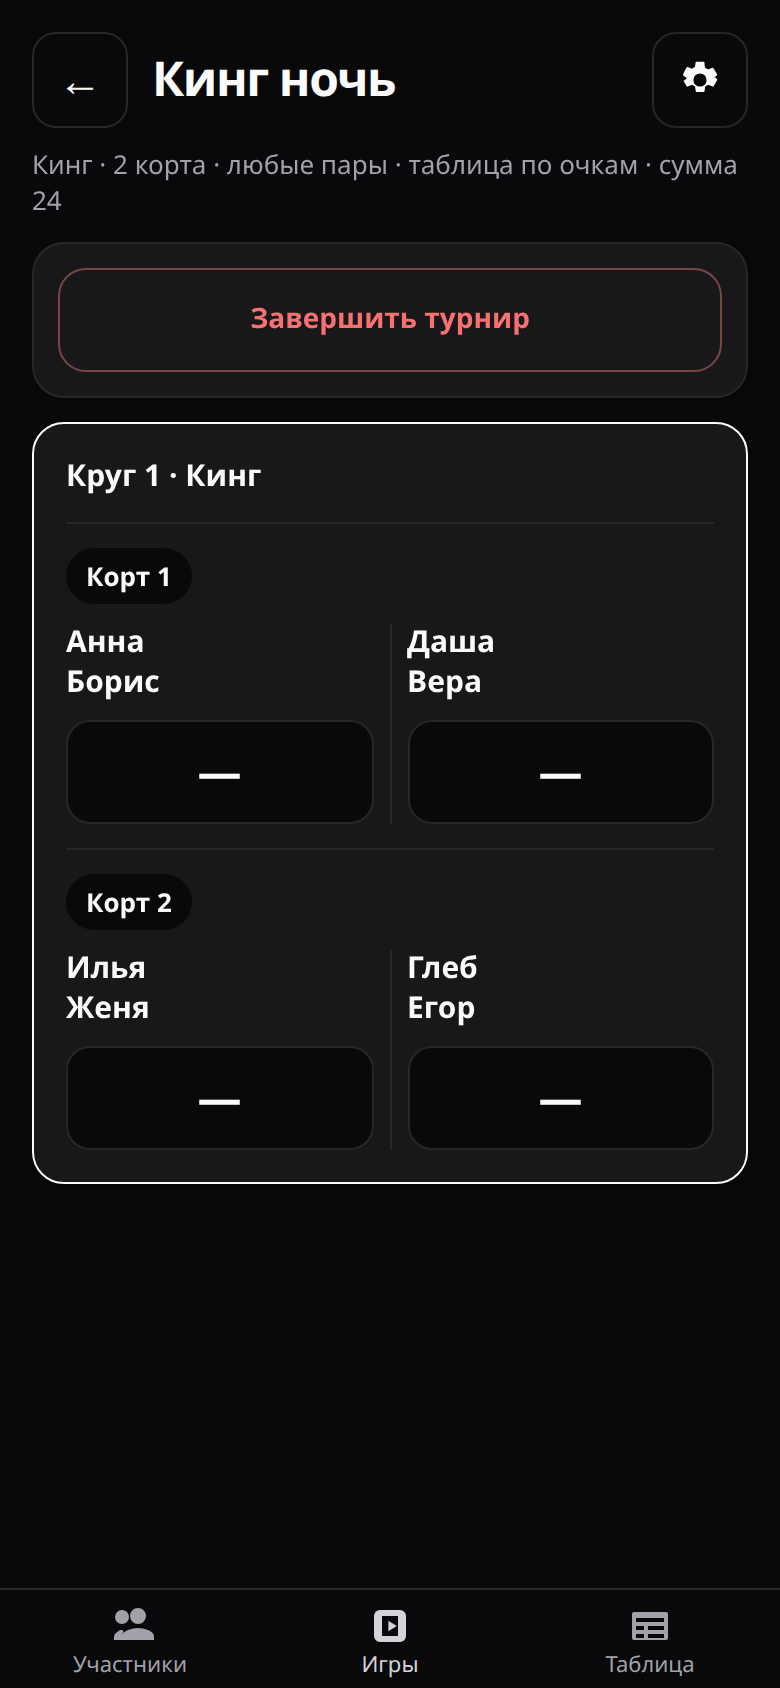 ←
Кинг ночь
Кинг · 2 корта · любые пары · таблица по очкам · сумма
24
Завершить турнир
Круг 1 · Кинг
Корт 1
Анна
Борис
Даша
Вера
—
—
Корт 2
Илья
Женя
Глеб
Егор
—
—
Участники
Игры
Таблица